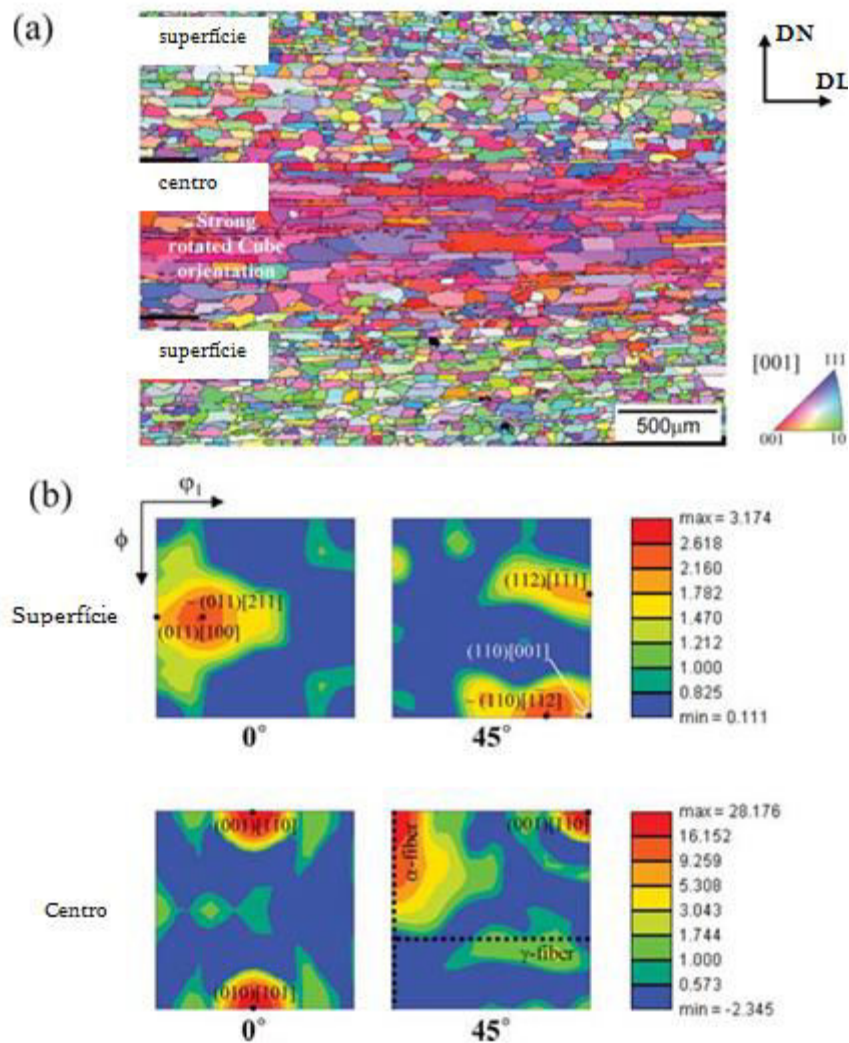 (a)
superfície
DN
DL
centro
Strong
rotated Cube
orientation
superfície
500μm
[001]
111
001
10
(b)
φ1
ϕ
Superfície
~(011)[211]
(011)[100]
0°
(112)[111]
(110)[001]
~(110)[112]
45°
max = 3.174
2.618
2.160
1.782
1.470
1.212
1.000
0.825
min = 0.111
Centro
(001)[110]
(010)[101]
0°
α-fiber
(001)[110]
γ-fiber
45°
max = 28.176
16.152
9.259
5.308
3.043
1.744
1.000
0.573
min = -2.345